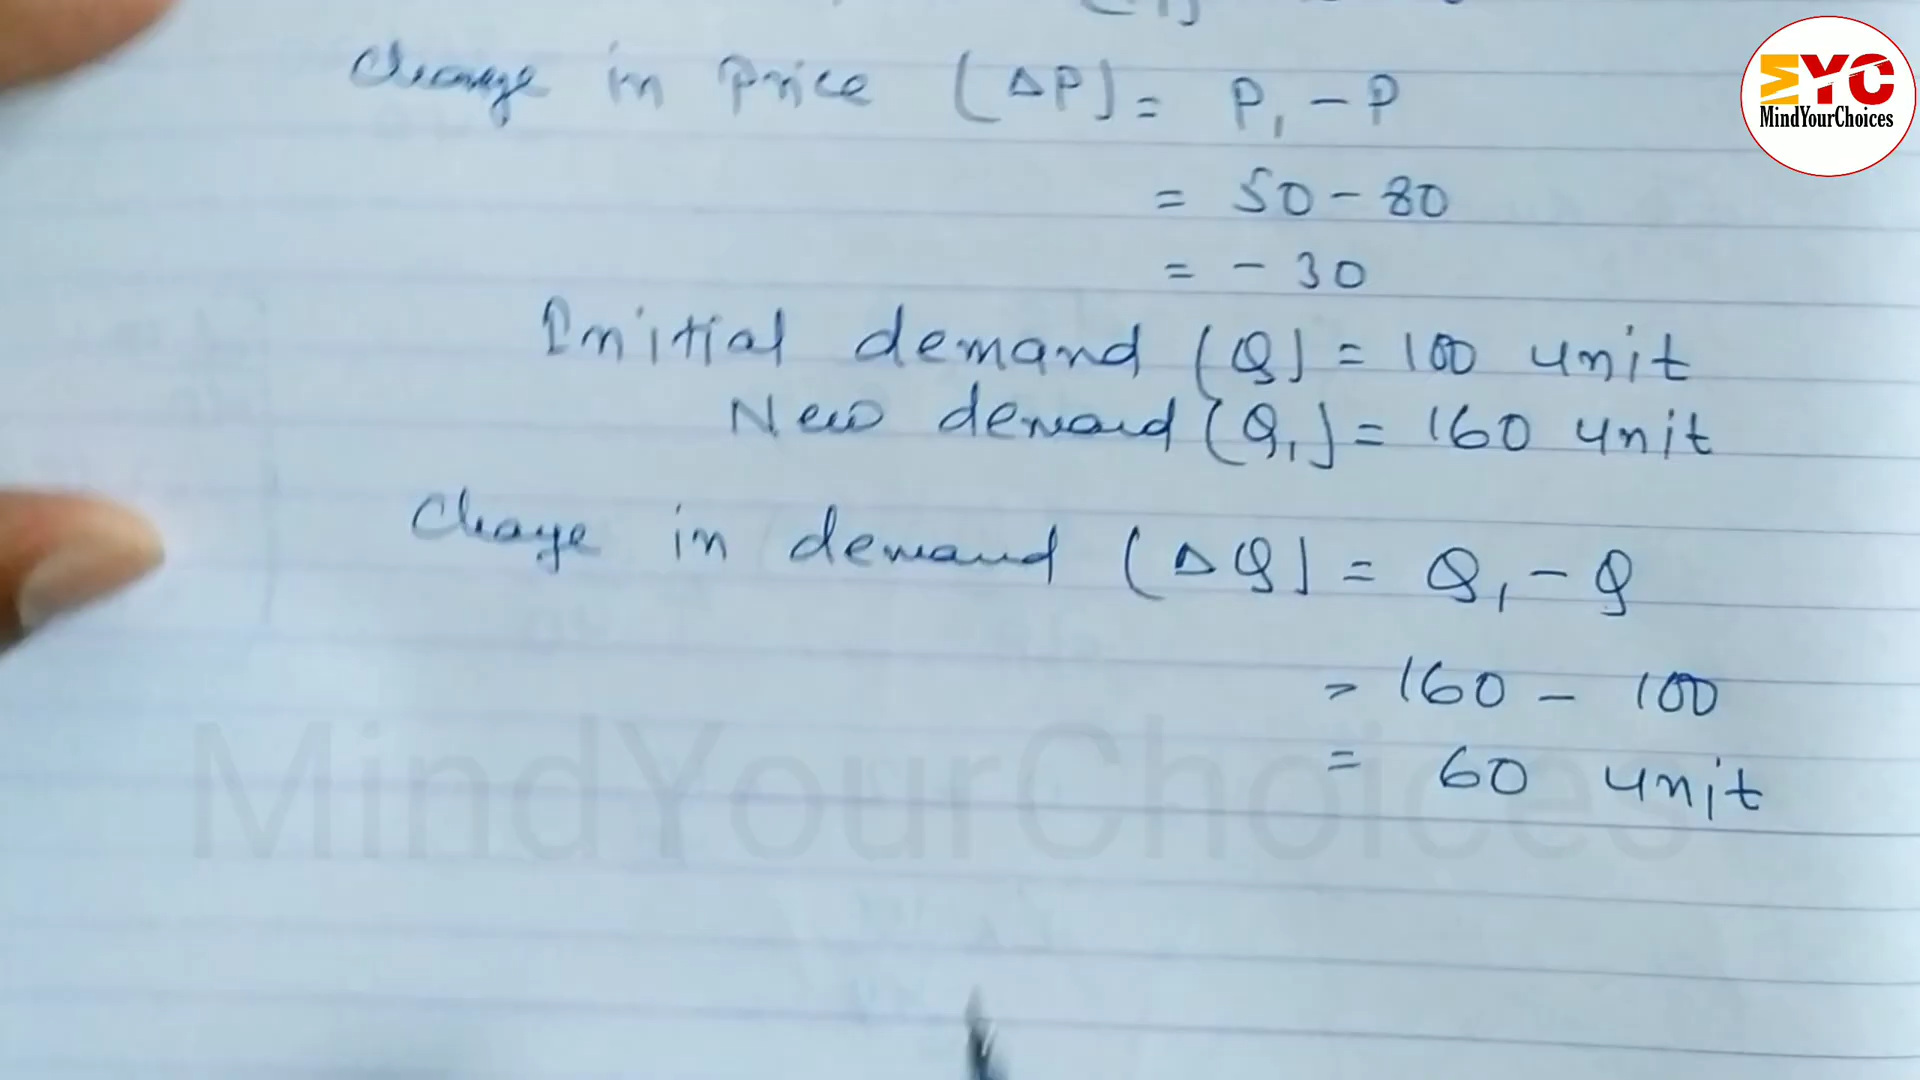 Change in price (ΔP) = P₁ - P
= 50 - 80
= - 30
Initial demand (Q) = 100 unit
New demand (Q₁) = 160 unit
Change in demand (ΔQ) = Q₁ - Q
= 160 - 100
= 60 unit
MYC
MindYourChoices
MindYourChoices